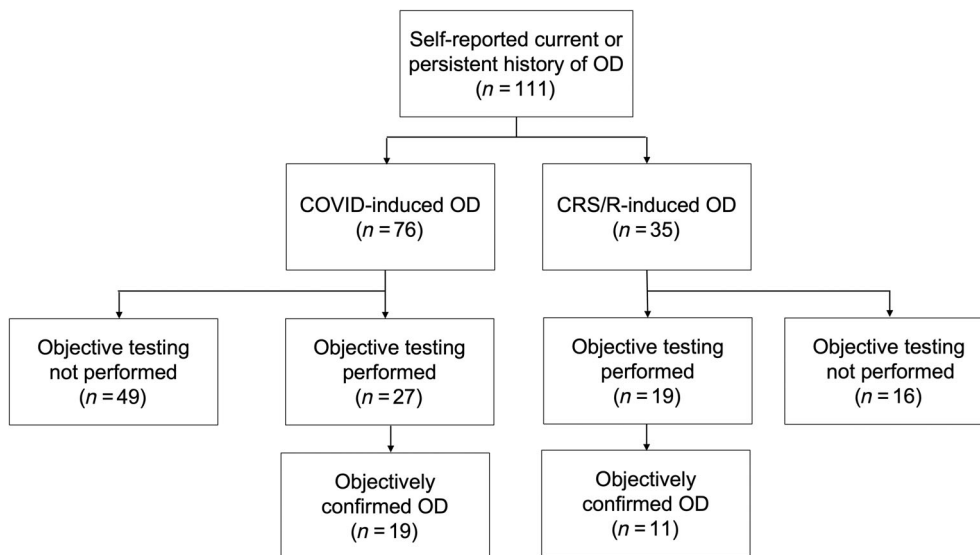 Self-reported current or
persistent history of OD
(n = 111)
COVID-induced OD
(n = 76)
CRS/R-induced OD
(n = 35)
Objective testing
not performed
(n = 49)
Objective testing
performed
(n = 27)
Objective testing
performed
(n = 19)
Objective testing
not performed
(n = 16)
Objectively
confirmed OD
(n = 19)
Objectively
confirmed OD
(n = 11)